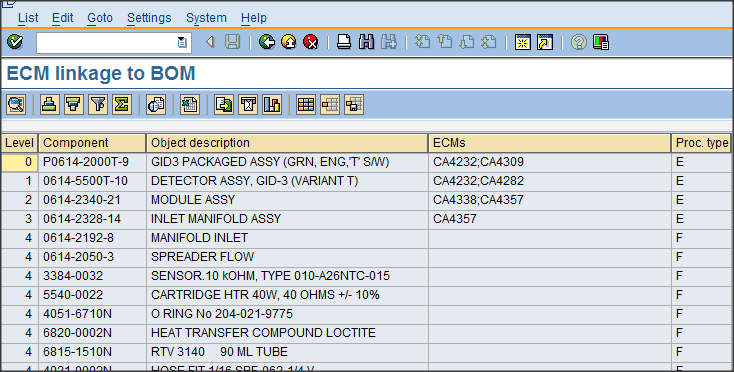 List Edit Goto Settings System Help
ECM linkage to BOM
Level Component Object description ECMs Proc. type
0 P0614-2000T-9 GID3 PACKAGED ASSY (GRN, ENG,'T' S/W) CA4232;CA4309 E
1 0614-5500T-10 DETECTOR ASSY, GID-3 (VARIANT T) CA4232;CA4282 E
2 0614-2340-21 MODULE ASSY CA4338;CA4357 E
3 0614-2328-14 INLET MANIFOLD ASSY CA4357 E
4 0614-2192-8 MANIFOLD INLET F
4 0614-2050-3 SPREADER FLOW F
4 3384-0032 SENSOR.10 kOHM, TYPE 010-A26NTC-015 F
4 5540-0022 CARTRIDGE HTR 40W, 40 OHMS +/- 10% F
4 4051-6710N O RING No 204-021-9775 F
4 6820-0002N HEAT TRANSFER COMPOUND LOCTITE F
4 6815-1510N RTV 3140 90 ML TUBE F
4 4031-0002N HOSE FIT 1/16